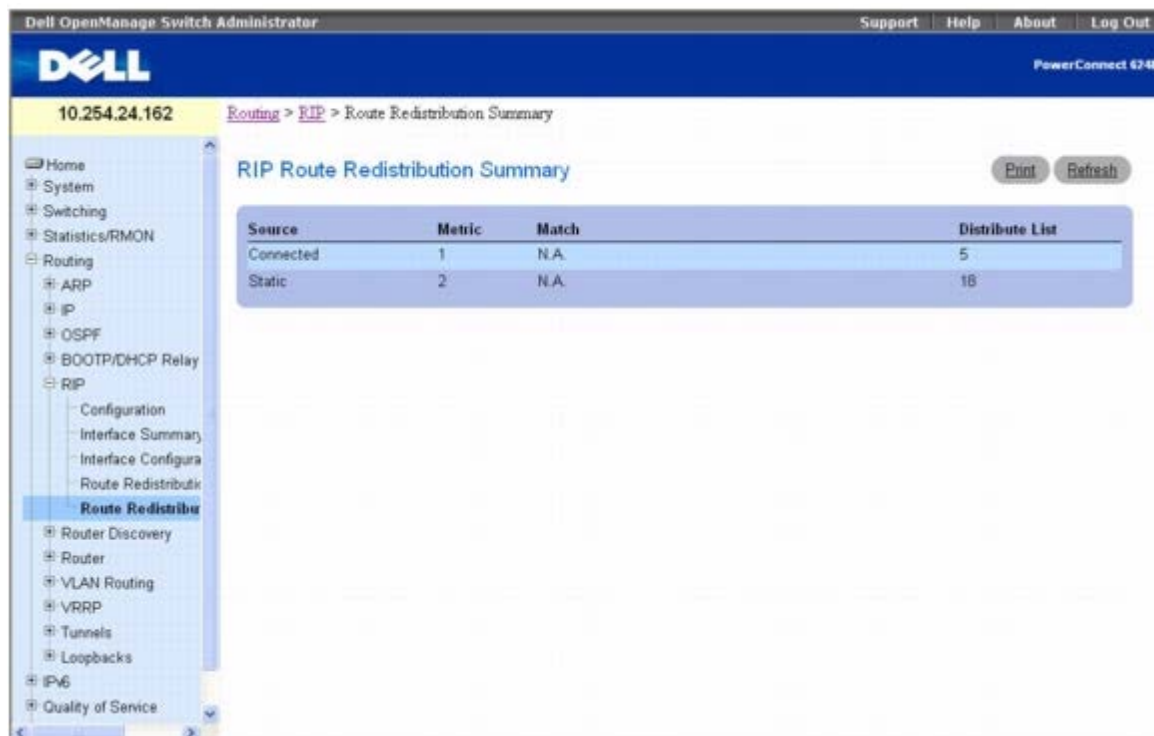 Dell OpenManage Switch Administrator
Support Help About Log Out
DELL
PowerConnect 624
10.254.24.162
Routing > RIP > Route Redistribution Summary
Home
System
Switching
Statistics/RMON
Routing
ARP
IP
OSPF
BOOTP/DHCP Relay
RIP
Configuration
Interface Summary
Interface Configura
Route Redistributi
Route Redistribu
Router Discovery
Router
VLAN Routing
VRRP
Tunnels
Loopbacks
IPv6
Quality of Service
RIP Route Redistribution Summary
Print Refresh
Source Metric Match Distribute List
Connected 1 N.A. 5
Static 2 N.A. 18